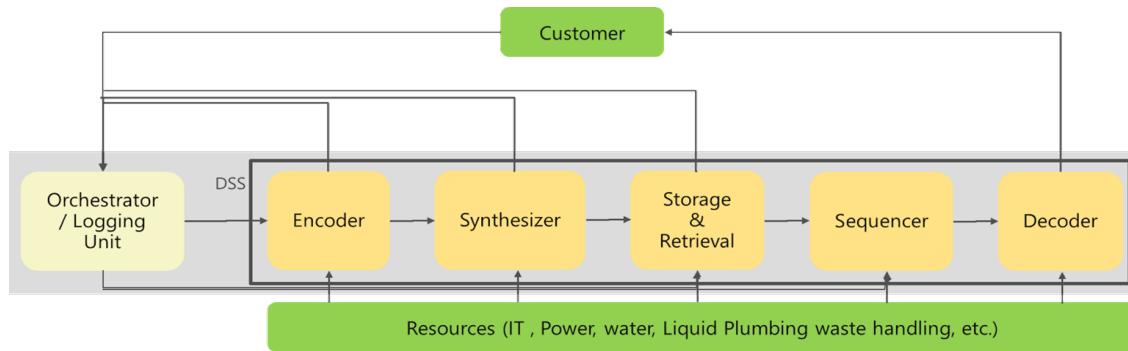 Customer
DSS
Orchestrator
/ Logging
Unit
Encoder
Synthesizer
Storage
&
Retrieval
Sequencer
Decoder
Resources (IT , Power, water, Liquid Plumbing waste handling, etc.)